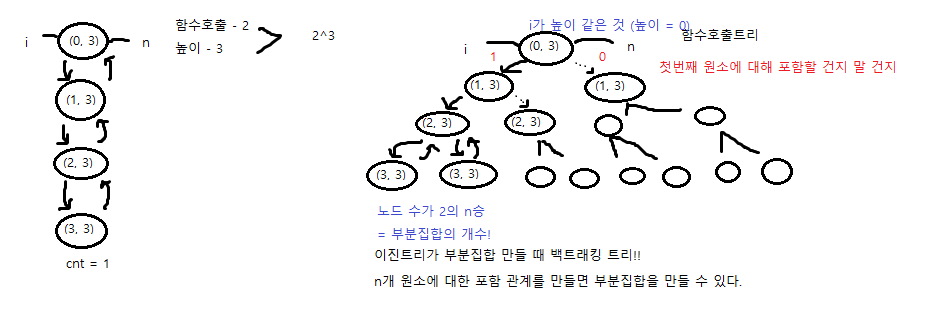 i
(0, 3)
n
(1, 3)
(2, 3)
(3, 3)
cnt = 1
함수호출 - 2
높이 - 3
2^3
i가 높이 같은 것 (높이 = 0)
함수호출트리
i
(0, 3)
n
1
0
첫번째 원소에 대해 포함할 건지 말 건지
(1, 3)
(1, 3)
(2, 3)
(2, 3)
(3, 3)
(3, 3)
노드 수가 2의 n승
= 부분집합의 개수!
이진트리가 부분집합 만들 때 백트래킹 트리!!
n개 원소에 대한 포함 관계를 만들면 부분집합을 만들 수 있다.